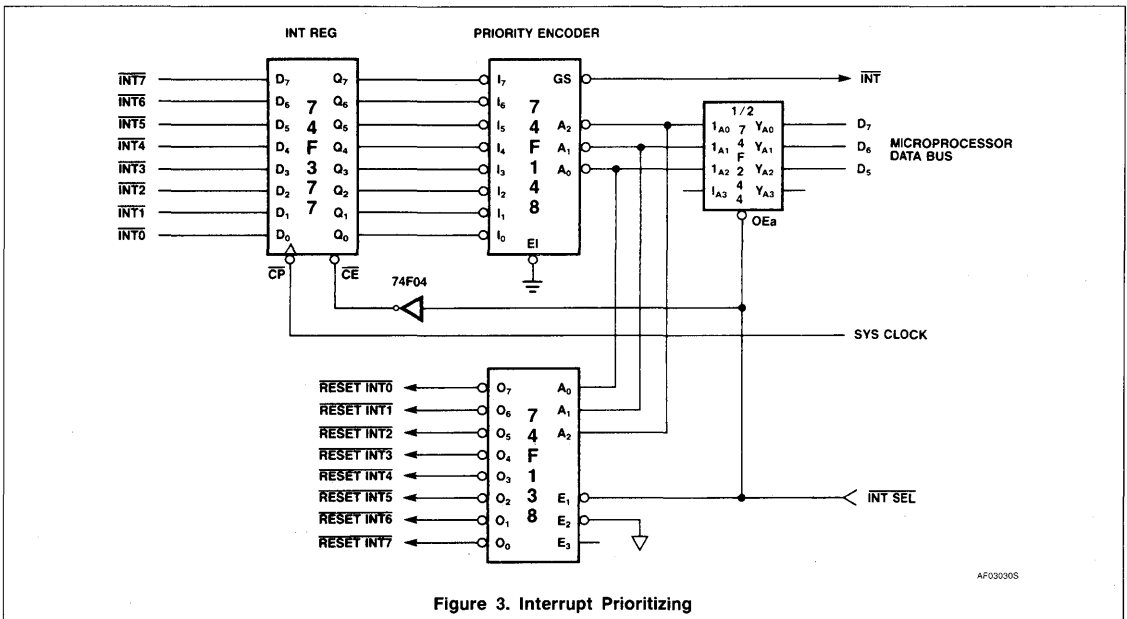 INT REG
PRIORITY ENCODER
INT7
INT6
INT5
INT4
INT3
INT2
INT1
INT0
D7
D6
D5
D4
D3
D2
D1
D0
74F377
Q7
Q6
Q5
Q4
Q3
Q2
Q1
Q0
CP
CE
I7
I6
I5
I4
I3
I2
I1
I0
74F148
GS
A2
A1
A0
EI
INT
1/2
74F244
1A0
1A1
1A2
IA3
YA0
YA1
YA2
YA3
OEa
D7
D6
D5
MICROPROCESSOR
DATA BUS
74F04
SYS CLOCK
RESET INT0
RESET INT1
RESET INT2
RESET INT3
RESET INT4
RESET INT5
RESET INT6
RESET INT7
O7
O6
O5
O4
O3
O2
O1
O0
74F138
A0
A1
A2
E1
E2
E3
INT SEL
AF03030S
Figure 3. Interrupt Prioritizing